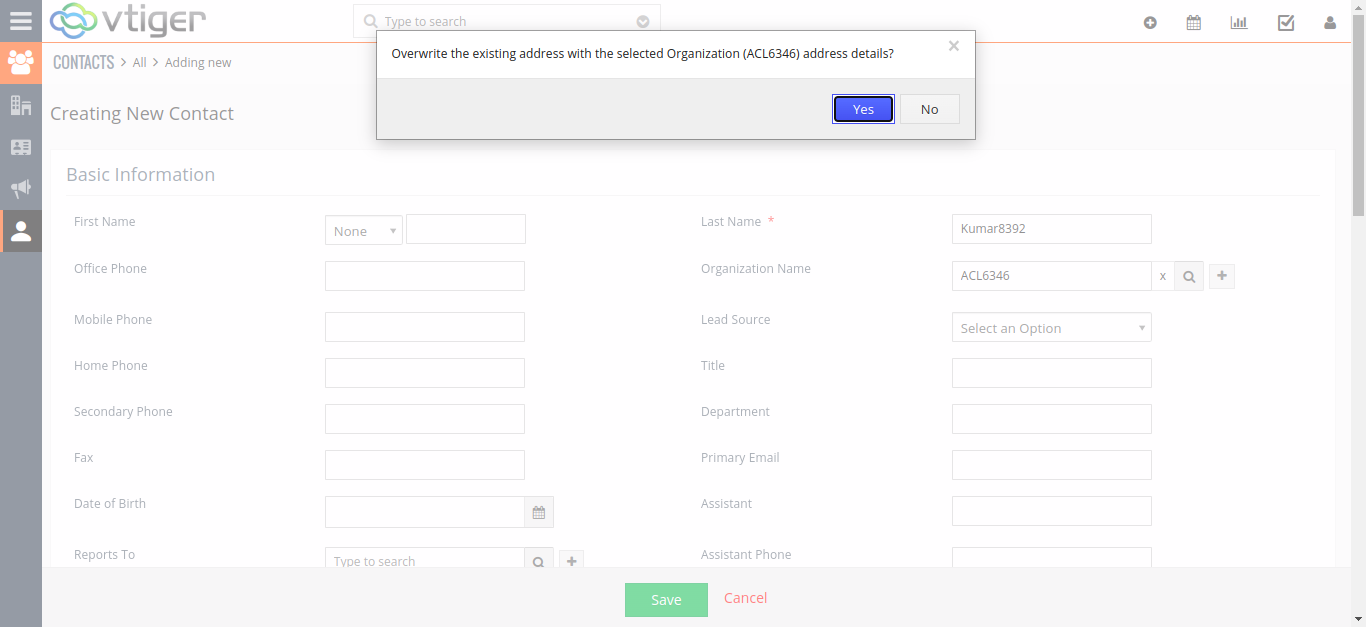 vtiger
Type to search
Overwrite the existing address with the selected Organization (ACL6346) address details?
×
Yes
No
CONTACTS > All > Adding new
Creating New Contact
Basic Information
First Name
None
Last Name *
Kumar8392
Office Phone
Organization Name
ACL6346
x
Mobile Phone
Lead Source
Select an Option
Home Phone
Title
Secondary Phone
Department
Fax
Primary Email
Date of Birth
Assistant
Reports To
Type to search
Assistant Phone
Save
Cancel